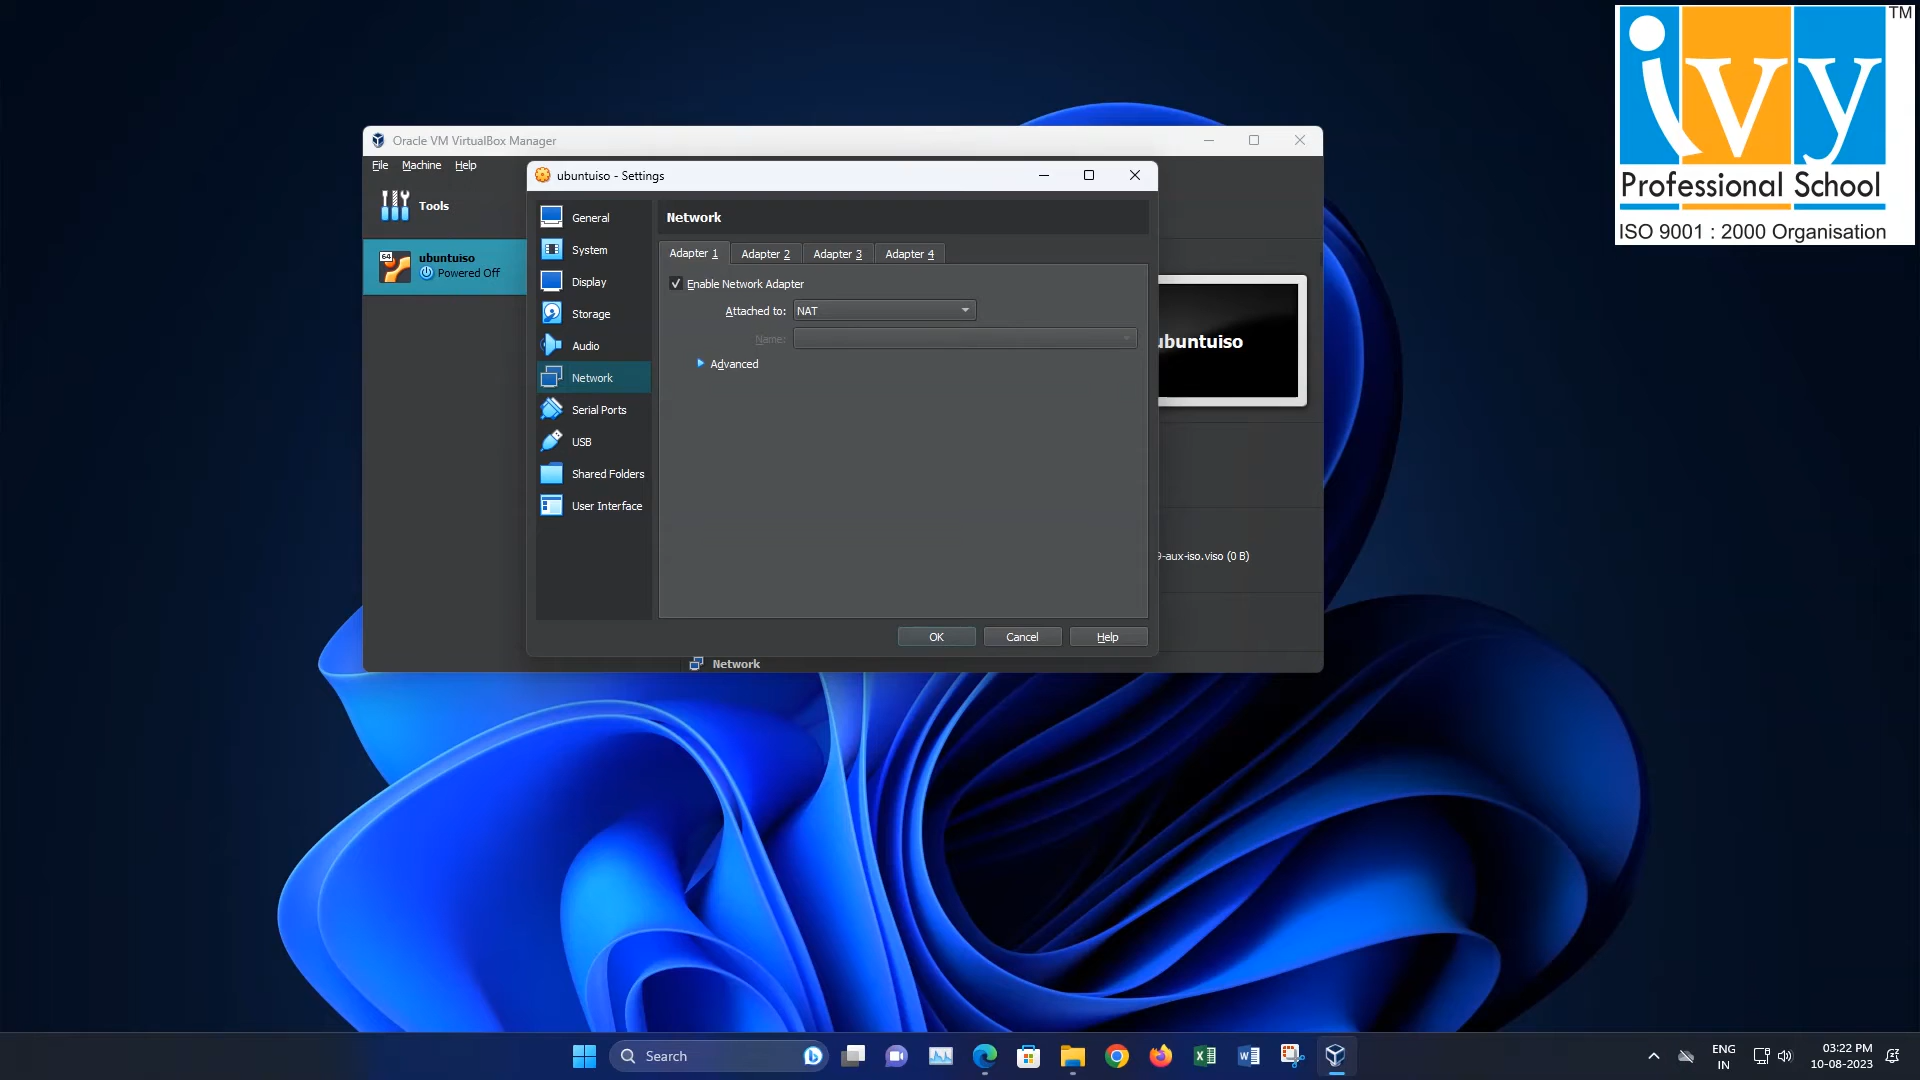 TM
ivy
Professional School
ISO 9001 : 2000 Organisation
Oracle VM VirtualBox Manager
File Machine Help
Tools
64
ubuntuiso
Powered Off
ubuntuiso - Settings
General
System
Display
Storage
Audio
Network
Serial Ports
USB
Shared Folders
User Interface
Network
Adapter 1 Adapter 2 Adapter 3 Adapter 4
Enable Network Adapter
Attached to: NAT
Name:
Advanced
OK Cancel Help
ubuntuiso
9-aux-iso.viso (0 B)
Network
Search
ENG
IN
03:22 PM
10-08-2023